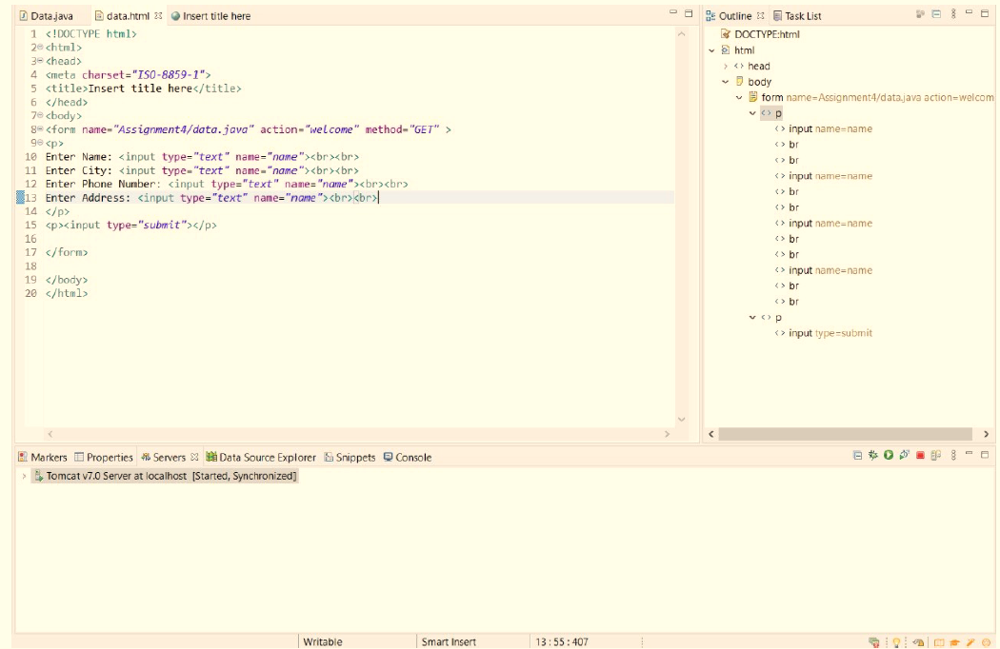 Data.java data.html Insert title here
1 <!DOCTYPE html>
2 <html>
3 <head>
4 <meta charset="ISO-8859-1">
5 <title>Insert title here</title>
6 </head>
7 <body>
8 <form name="Assignment4/data.java" action="welcome" method="GET" >
9 <p>
10 Enter Name: <input type="text" name="name"><br><br>
11 Enter City: <input type="text" name="name"><br><br>
12 Enter Phone Number: <input type="text" name="name"><br><br>
13 Enter Address: <input type="text" name="name"><br><br>
14 </p>
15 <p><input type="submit"></p>
16
17 </form>
18
19 </body>
20 </html>
Outline Task List
DOCTYPE:html
html
head
body
form name=Assignment4/data.java action=welcom
p
input name=name
br
br
input name=name
br
br
input name=name
br
br
input name=name
br
br
p
input type=submit
Markers Properties Servers Data Source Explorer Snippets Console
Tomcat v7.0 Server at localhost [Started, Synchronized]
Writable Smart Insert 13 : 55 : 407